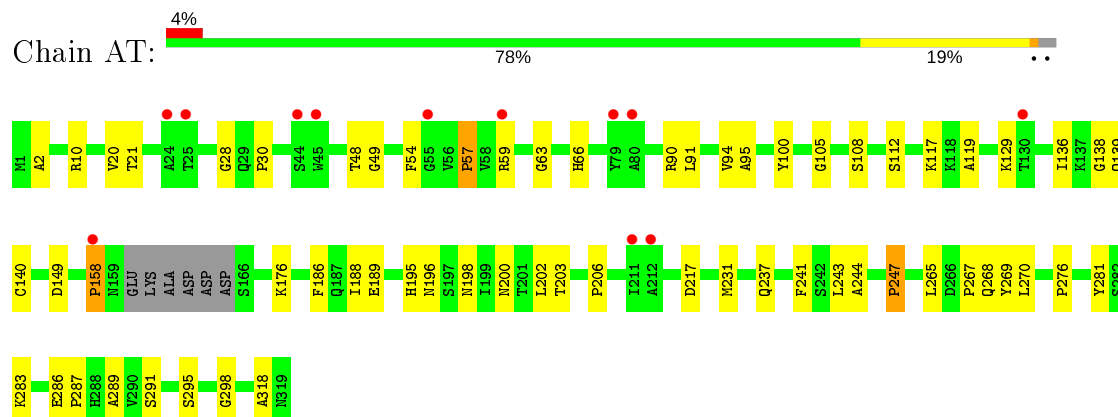 4%
Chain AT:
78% 19%
M1 A2 R10 V20 T21 A24 T25 G28 Q29 P30 S44 W45 T48 G49 F54 G55 V56 P57 V58 R59 G63 H66 Y79 A80 R90 L91 V94 A95 Y100 G105 S108 S112 K117 K118 A119 K129 T130 I136 K137 G138
C140 D149 P158 N159 GLU LYS ALA ASP ASP ASP S166 K176 F186 Q187 I188 E189 H195 N196 S197 N198 I199 N200 T201 L202 T203 P206 I211 A212 D217 M231 Q237 F241 S242 L243 A244 P247 L265 D266 P267 Q268 Y269 L270 P276 Y281
K283 E286 P287 H288 A289 V290 S291 S295 G298 A318 N319